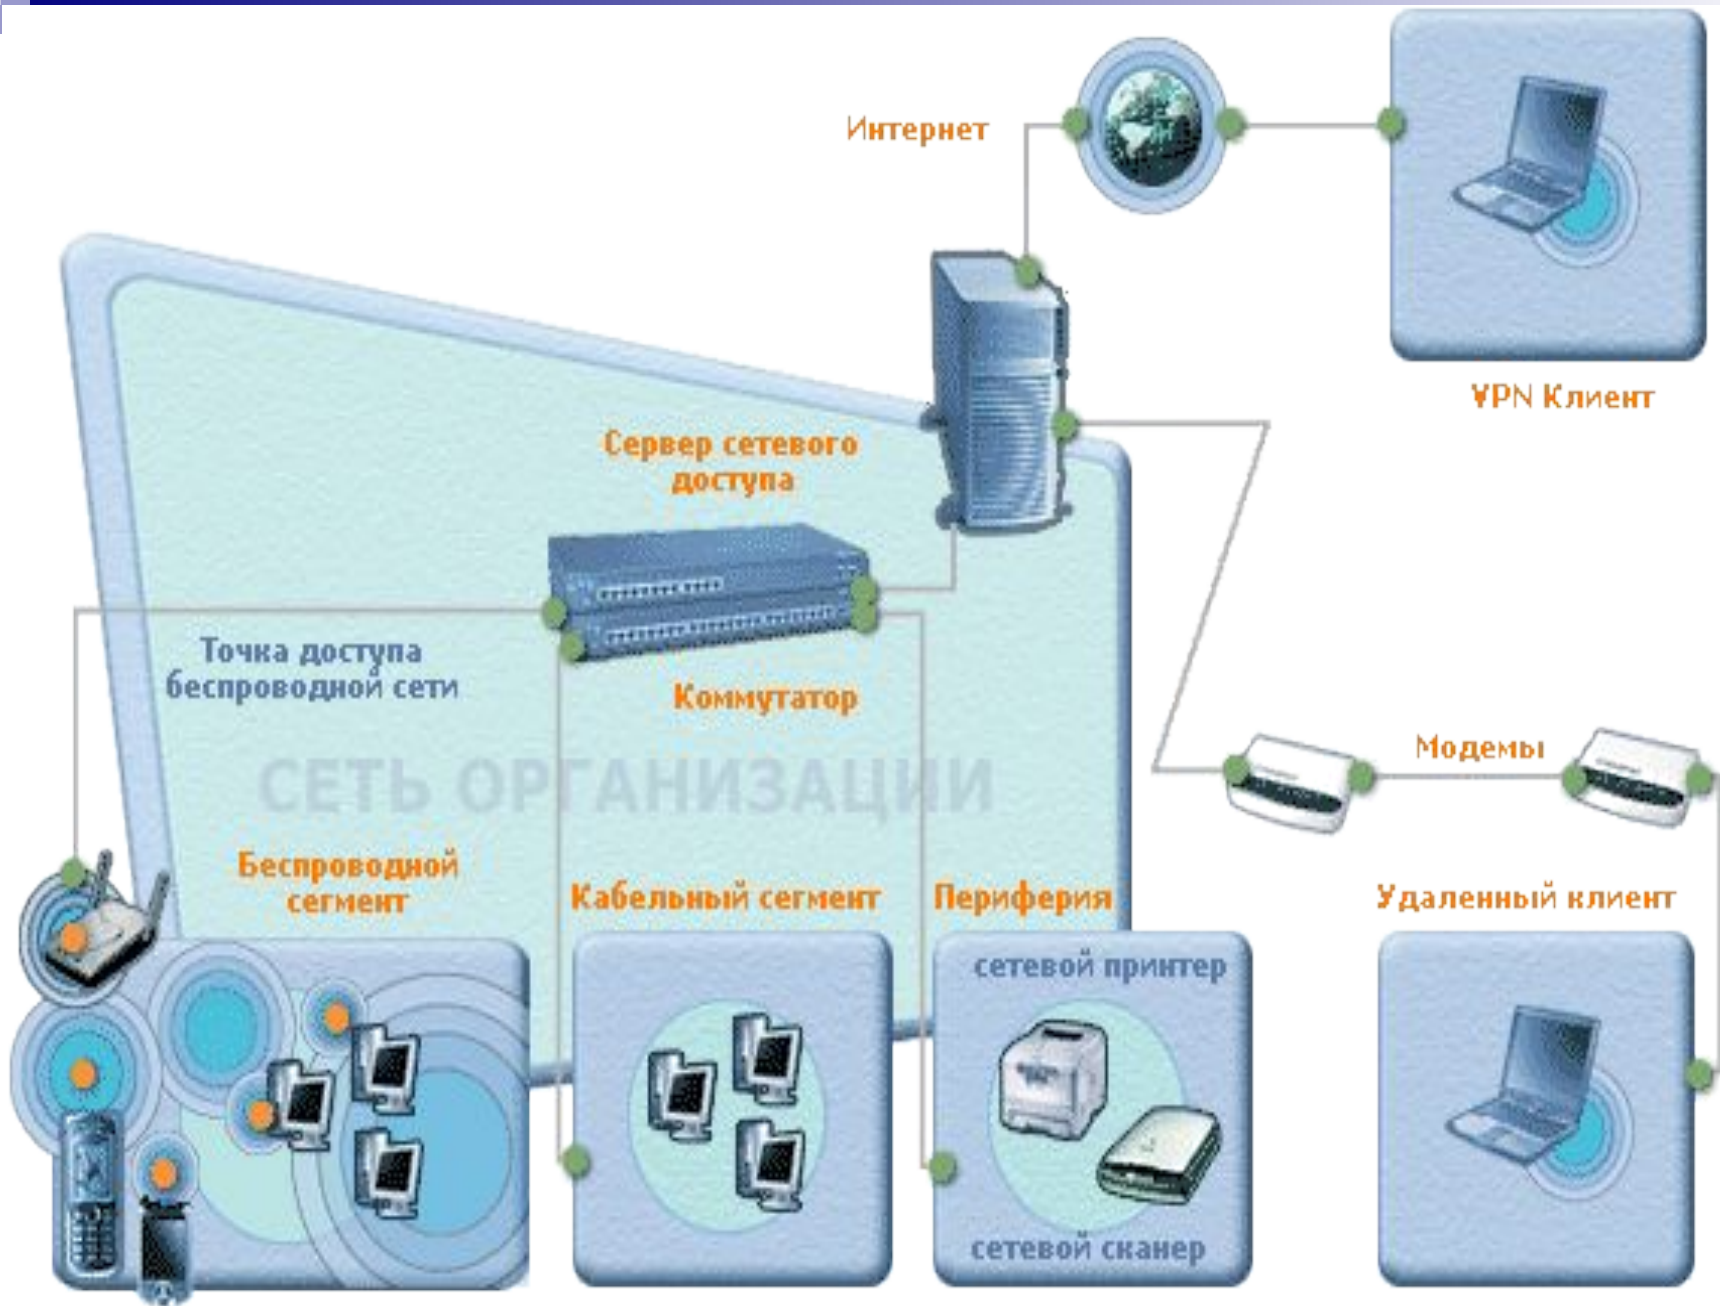 Интернет
VPN Клиент
Сервер сетевого
доступа
Точка доступа
беспроводной сети
Коммутатор
СЕТЬ ОРГАНИЗАЦИИ
Модемы
Беспроводной
сегмент
Кабельный сегмент
Периферия
Удаленный клиент
сетевой принтер
сетевой сканер